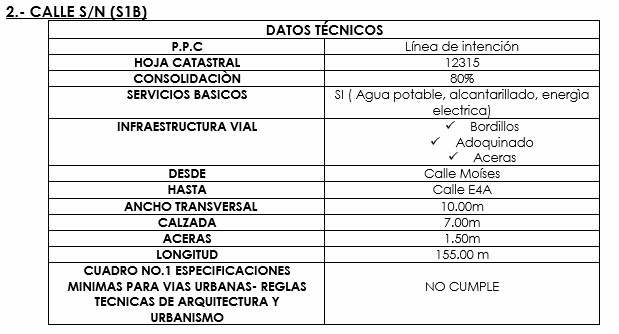 2.- CALLE S/N (S1B)
DATOS TÉCNICOS
P.P.C Línea de intención
HOJA CATASTRAL 12315
CONSOLIDACIÒN 80%
SERVICIOS BASICOS SI ( Agua potable, alcantarillado, energìa
electrica)
INFRAESTRUCTURA VIAL ✓ Bordillos
✓ Adoquinado
✓ Aceras
DESDE Calle Moíses
HASTA Calle E4A
ANCHO TRANSVERSAL 10.00m
CALZADA 7.00m
ACERAS 1.50m
LONGITUD 155.00 m
CUADRO NO.1 ESPECIFICACIONES
MINIMAS PARA VIAS URBANAS- REGLAS NO CUMPLE
TECNICAS DE ARQUITECTURA Y
URBANISMO